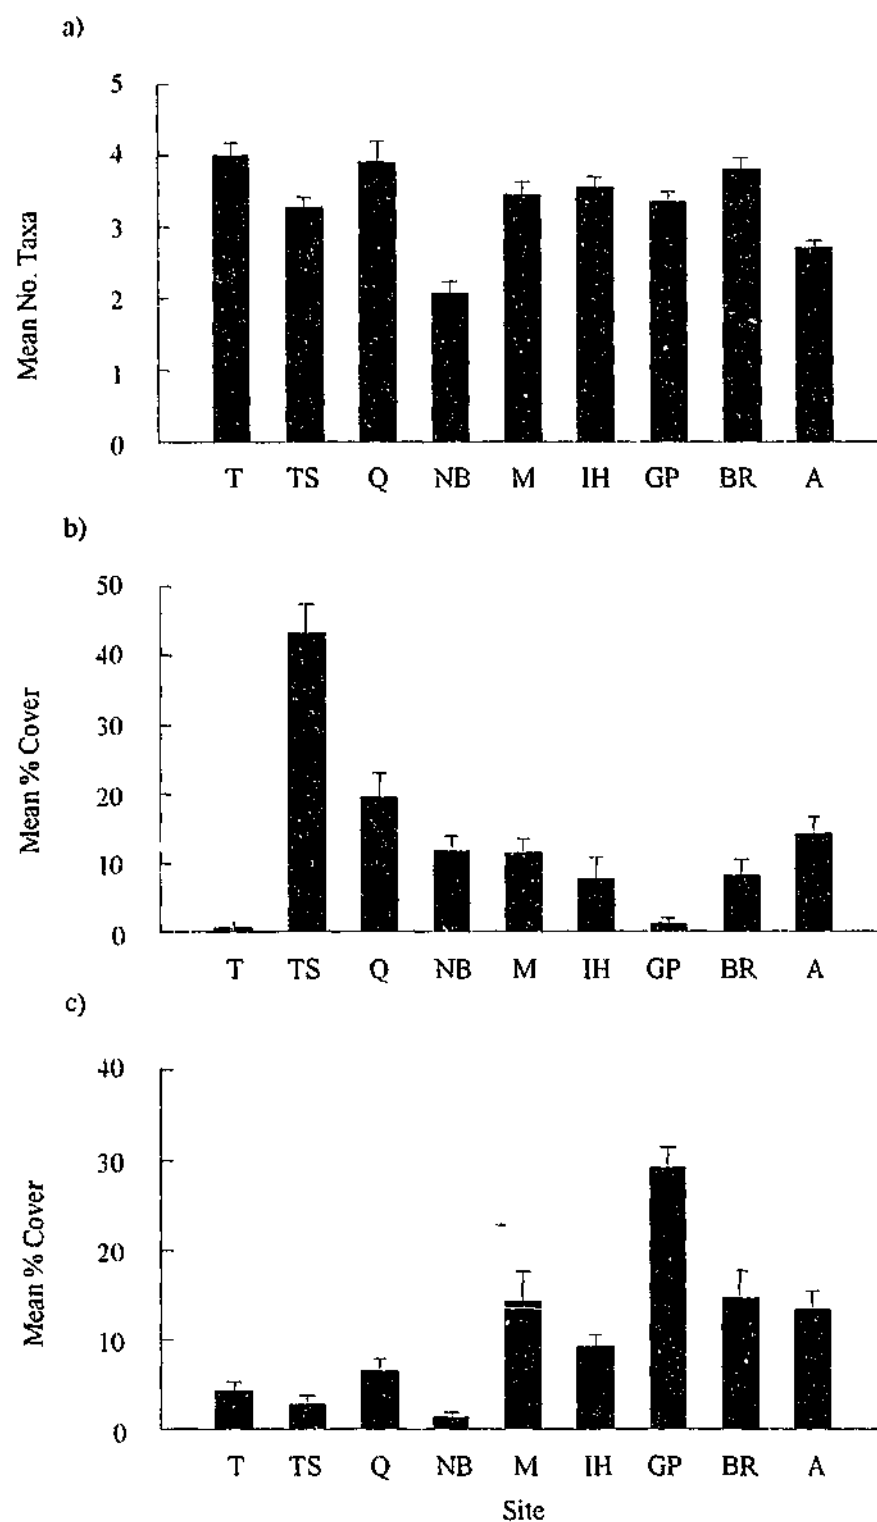 a)
5
4
3
2
1
0
Mean No. Taxa
T TS Q NB M IH GP BR A
b)
50
40
30
20
10
0
Mean % Cover
T TS Q NB M IH GP BR A
c)
40
30
20
10
0
Mean % Cover
T TS Q NB M IH GP BR A
Site